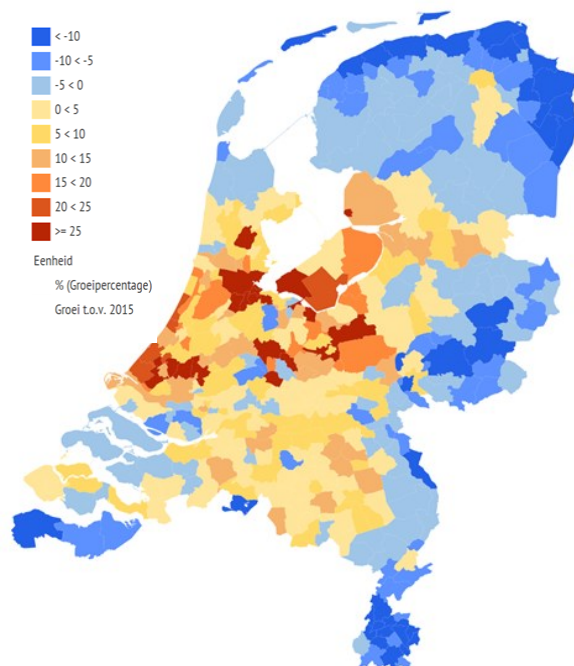 < -10
-10 < -5
-5 < 0
0 < 5
5 < 10
10 < 15
15 < 20
20 < 25
>= 25
Eenheid
% (Groeipercentage)
Groei t.o.v. 2015